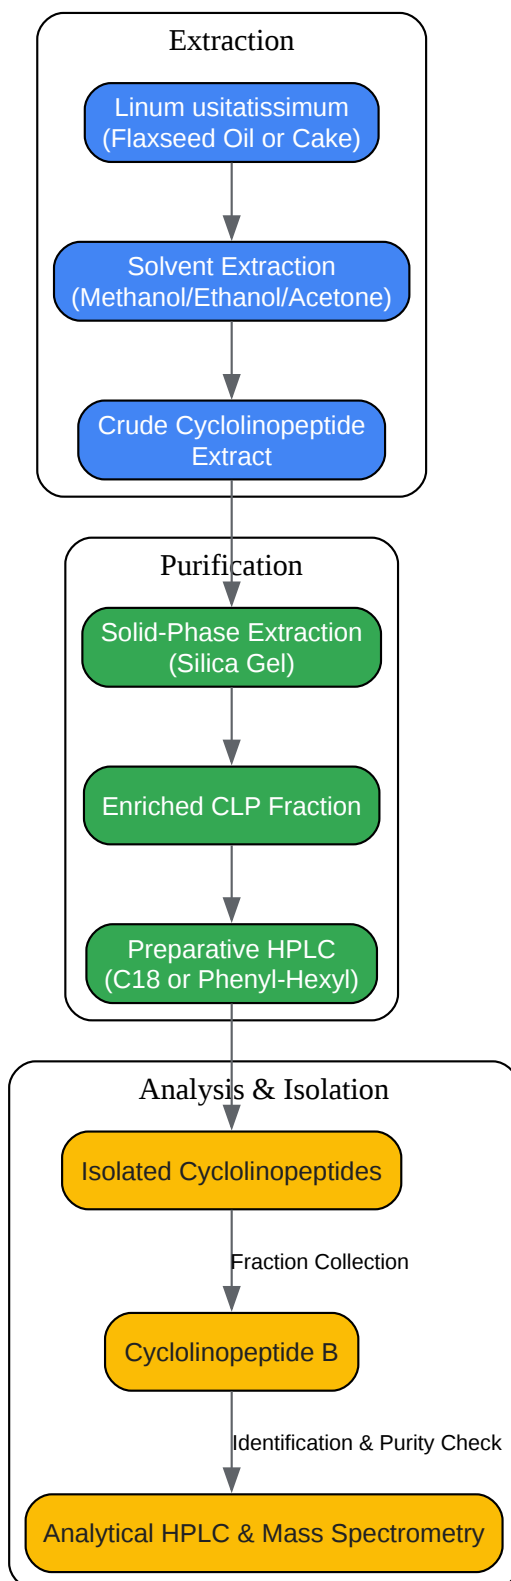 Extraction
Linum usitatissimum
(Flaxseed Oil or Cake)
Solvent Extraction
(Methanol/Ethanol/Acetone)
Crude Cyclolinopeptide
Extract
Purification
Solid-Phase Extraction
(Silica Gel)
Enriched CLP Fraction
Preparative HPLC
(C18 or Phenyl-Hexyl)
Analysis & Isolation
Isolated Cyclolinopeptides
Fraction Collection
Cyclolinopeptide B
Identification & Purity Check
Analytical HPLC & Mass Spectrometry